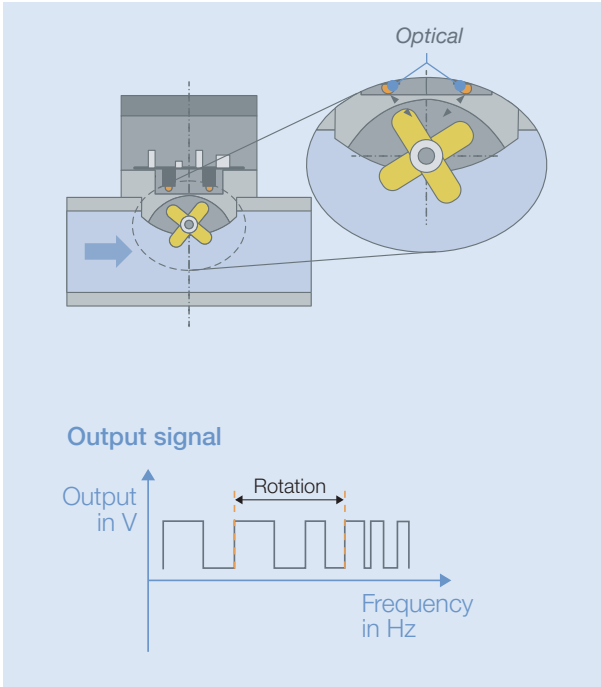 Optical
Output signal
Output
in V
Rotation
Frequency
in Hz